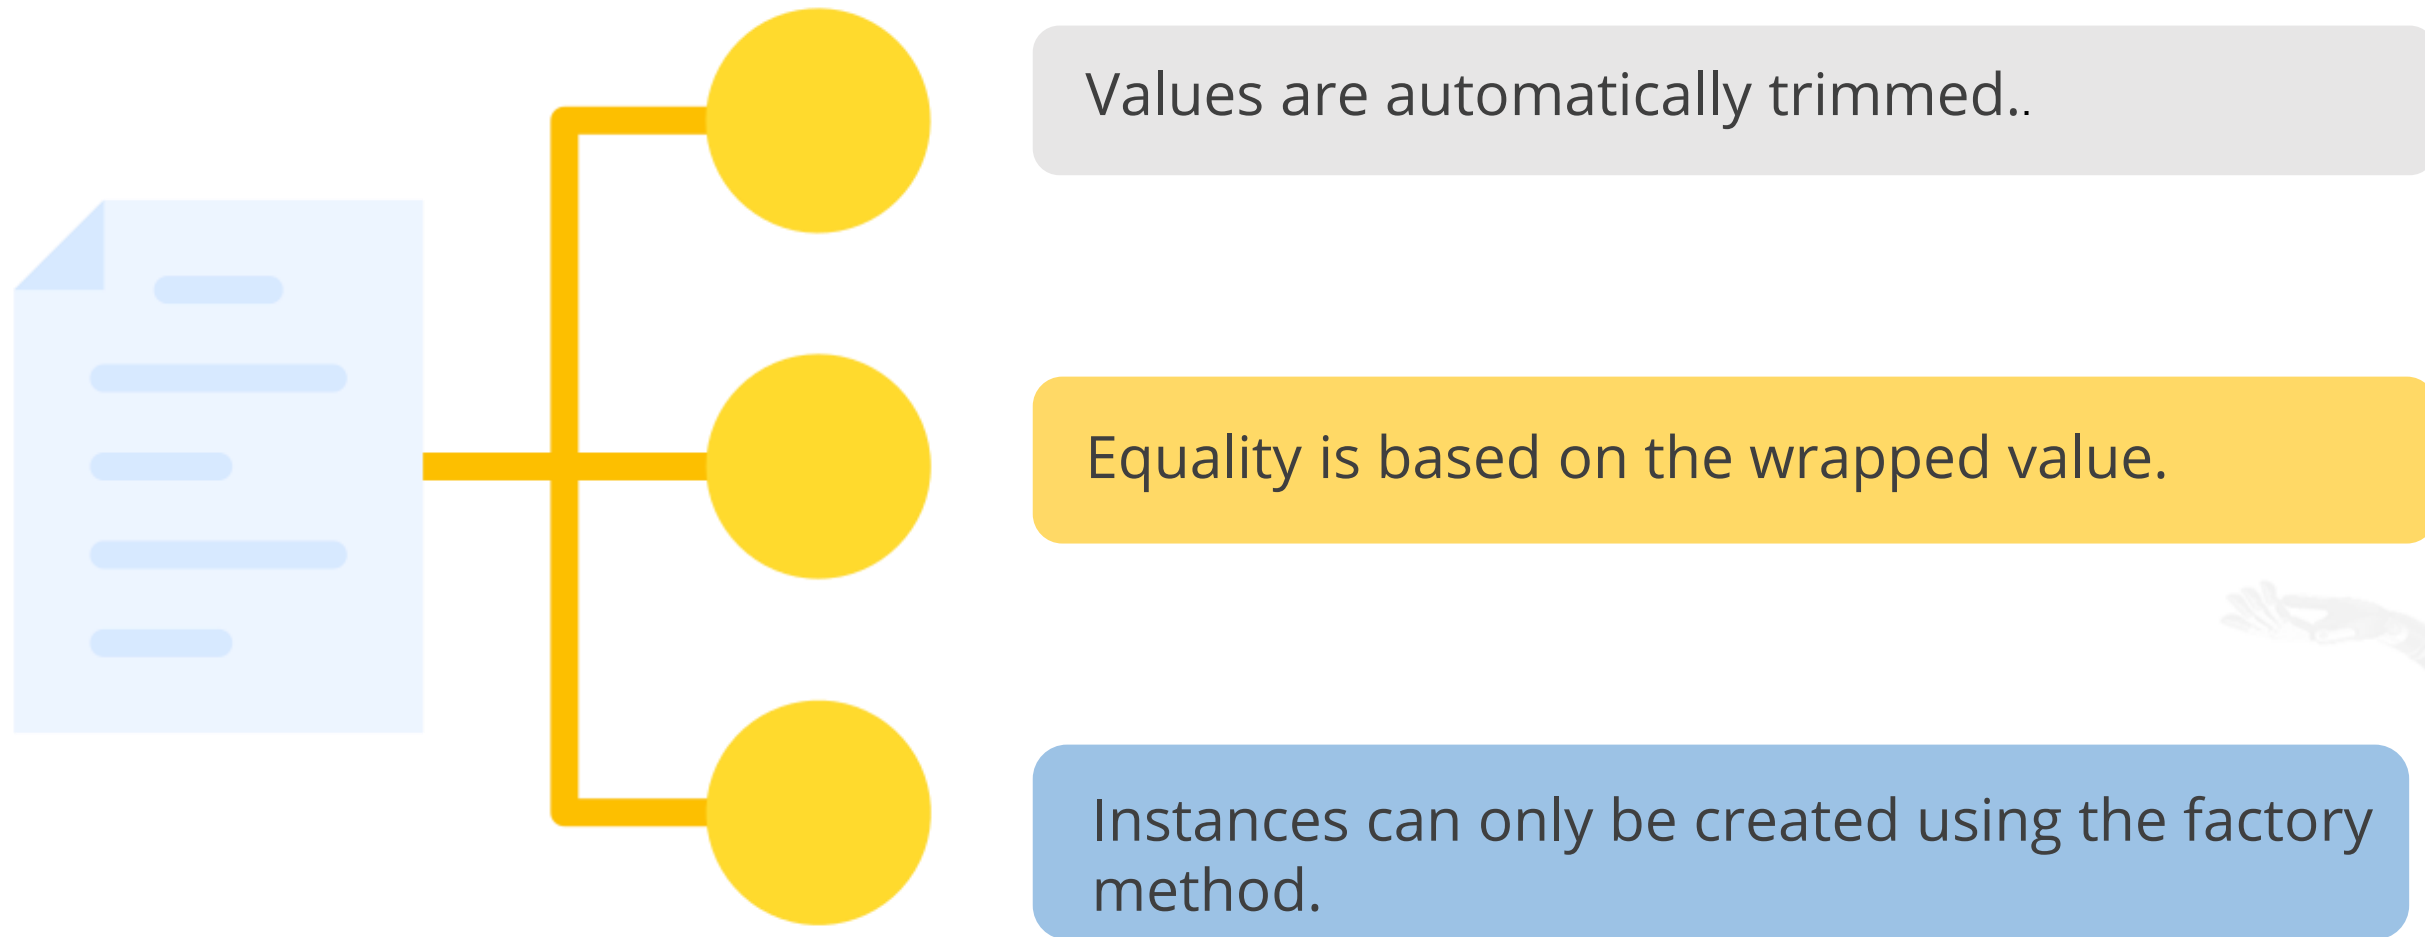 Values are automatically trimmed..
Equality is based on the wrapped value.
Instances can only be created using the factory
method.